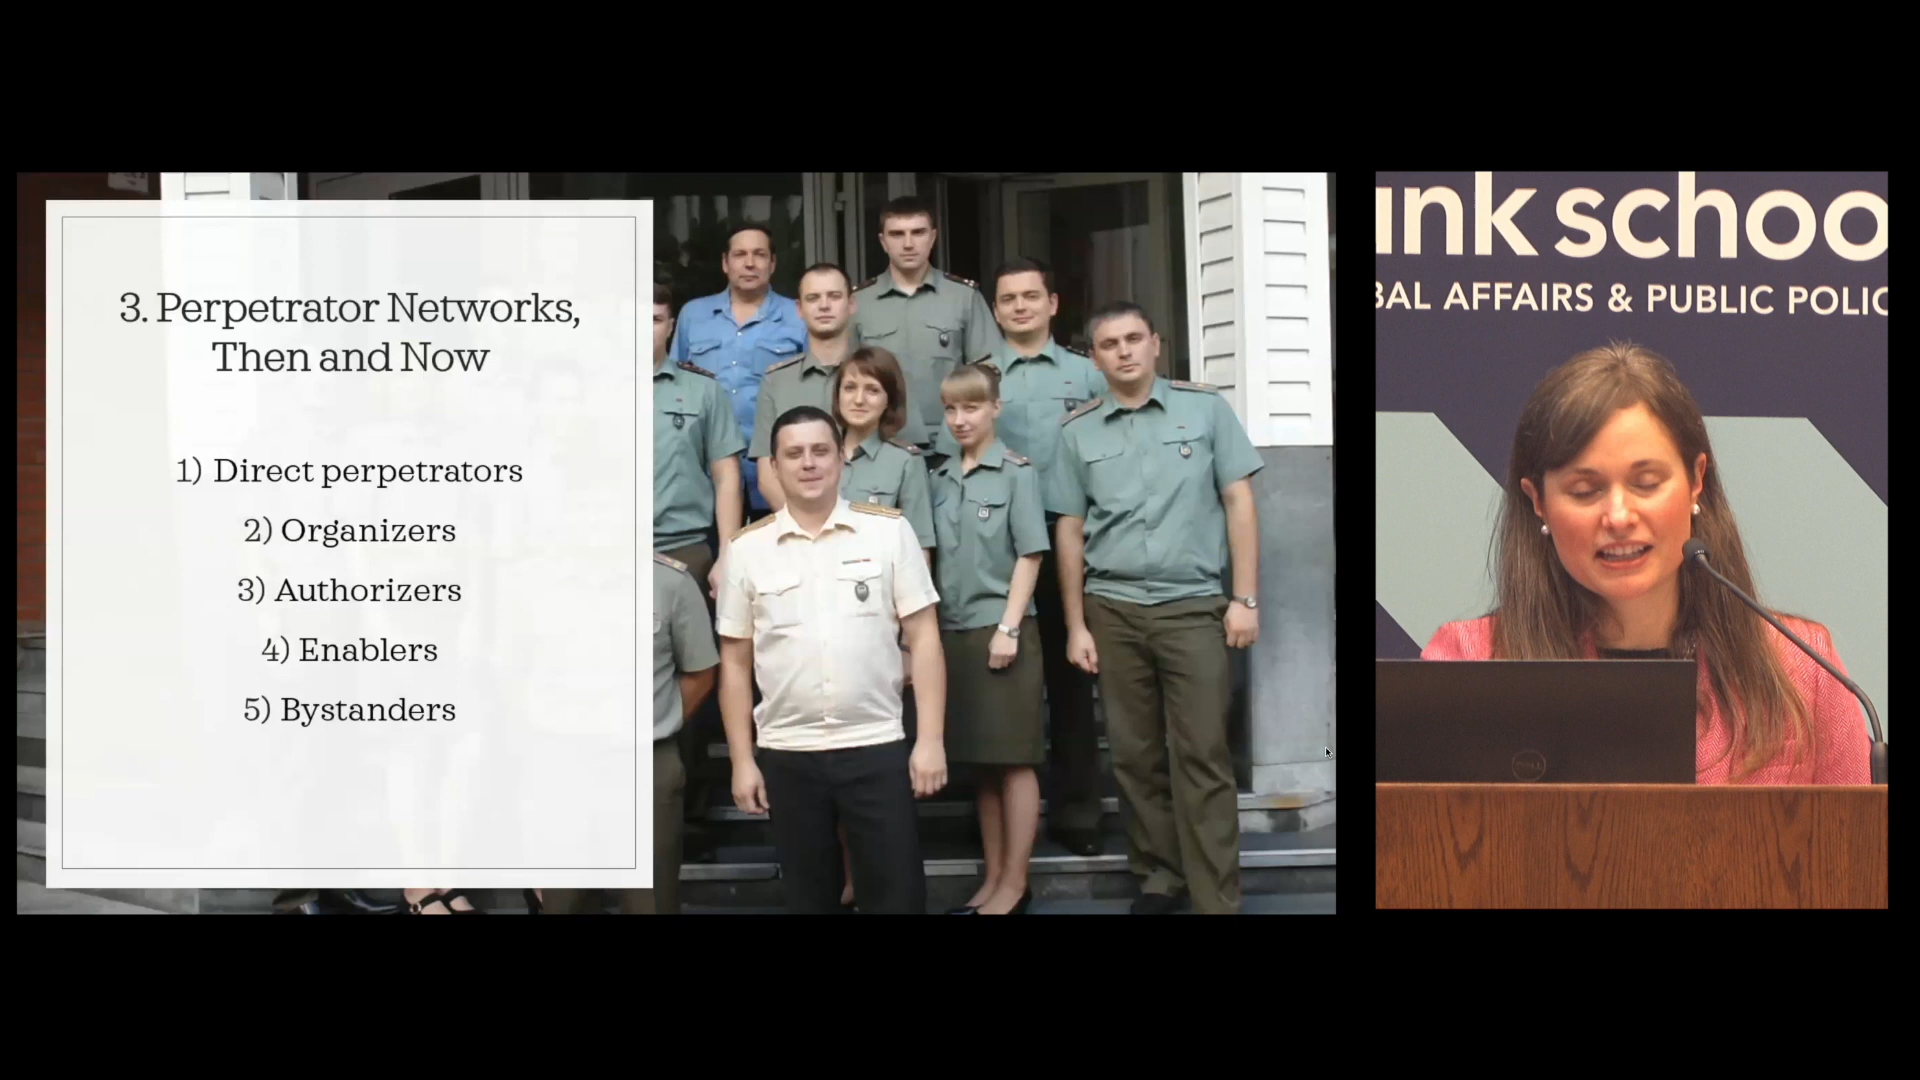 3. Perpetrator Networks,
Then and Now
1) Direct perpetrators
2) Organizers
3) Authorizers
4) Enablers
5) Bystanders
ink schoo
BAL AFFAIRS & PUBLIC POLIC
DELL